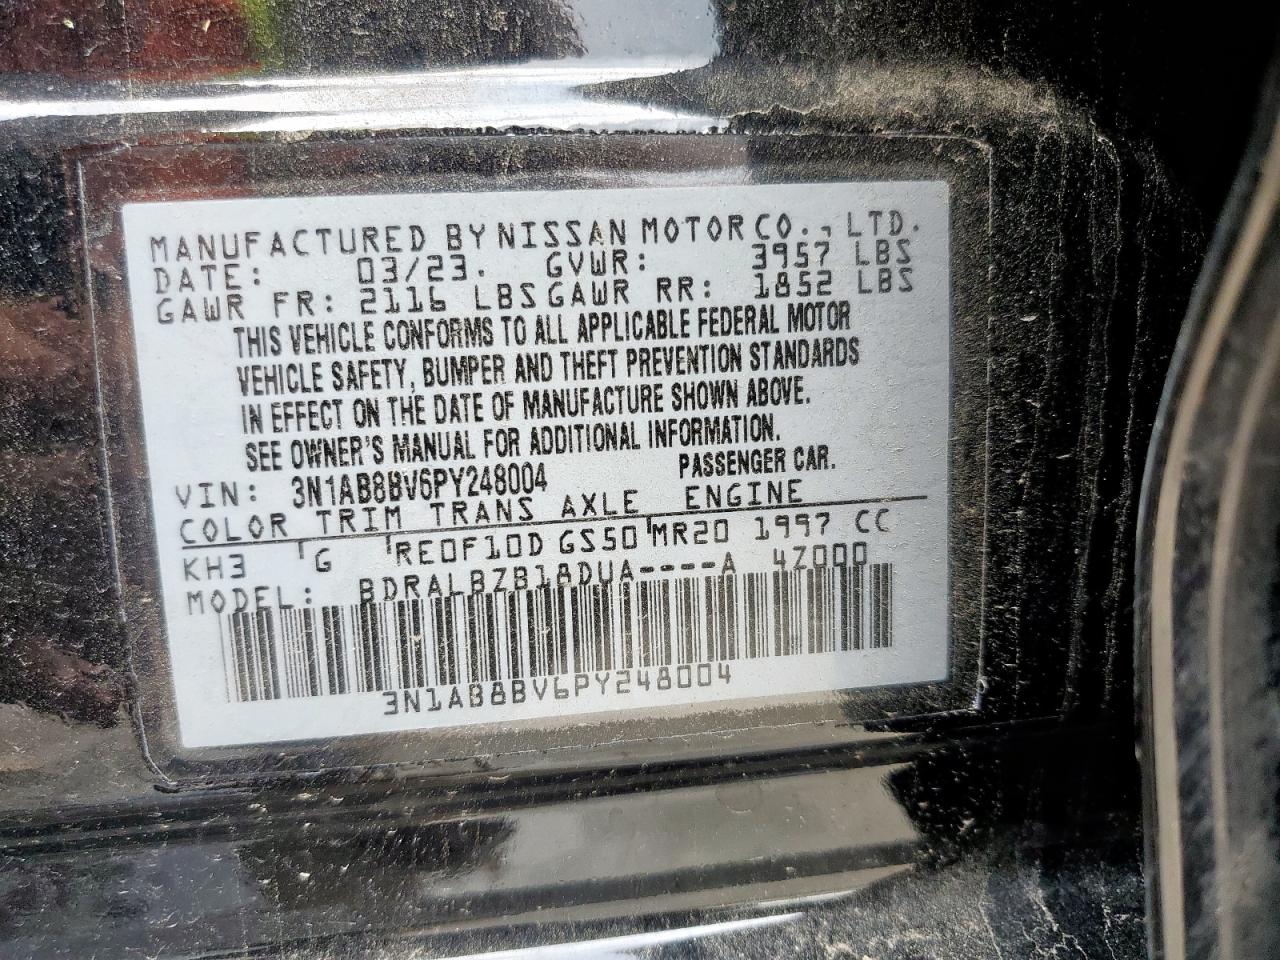 MANUFACTURED BY NISSAN MOTOR CO., LTD.
DATE: 03/23. GVWR: 3957 LBS
GAWR FR: 2116 LBS GAWR RR: 1852 LBS
THIS VEHICLE CONFORMS TO ALL APPLICABLE FEDERAL MOTOR
VEHICLE SAFETY, BUMPER AND THEFT PREVENTION STANDARDS
IN EFFECT ON THE DATE OF MANUFACTURE SHOWN ABOVE.
SEE OWNER'S MANUAL FOR ADDITIONAL INFORMATION.
VIN: 3N1AB8BV6PY248004 PASSENGER CAR.
COLOR TRIM TRANS AXLE ENGINE
KH3 G RE0F10D GS50 MR20 1997 CC
MODEL: BDRALBZB18DUA----A 4Z000
3N1AB8BV6PY248004